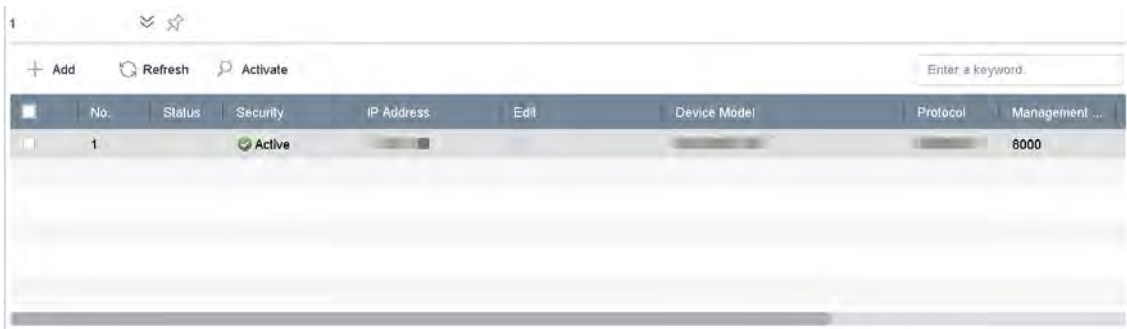 1
Add Refresh Activate Enter a keyword.
No. Status Security IP Address Edit Device Model Protocol Management ...
1 Active 8000